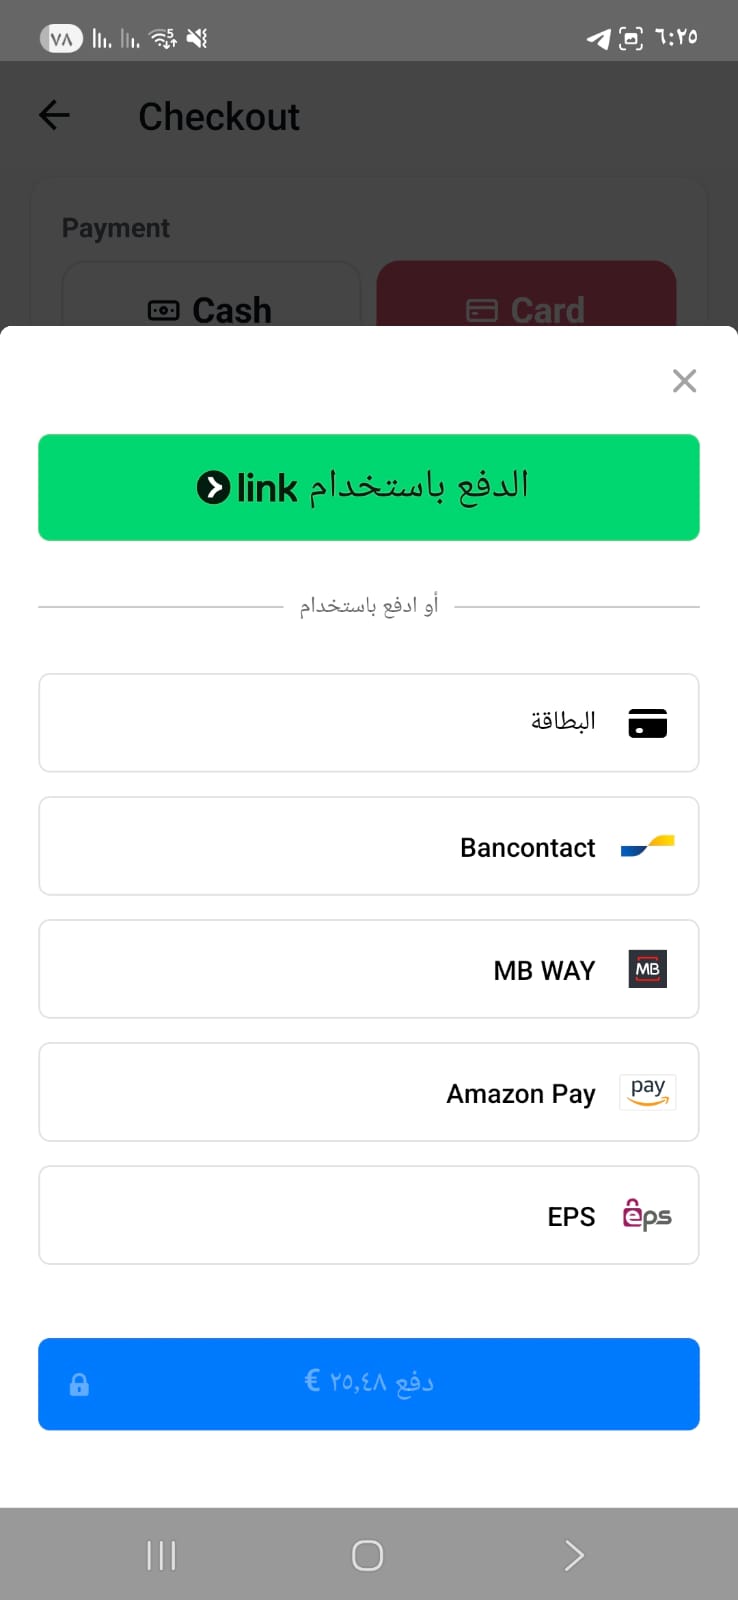 ٧٨
5
٦:٢٥
Checkout
Payment
Cash
Card
الدفع باستخدام link
أو ادفع باستخدام
البطاقة
Bancontact
MB WAY
MB
Amazon Pay
pay
EPS
eps
دفع ٢٥,٤٨ €